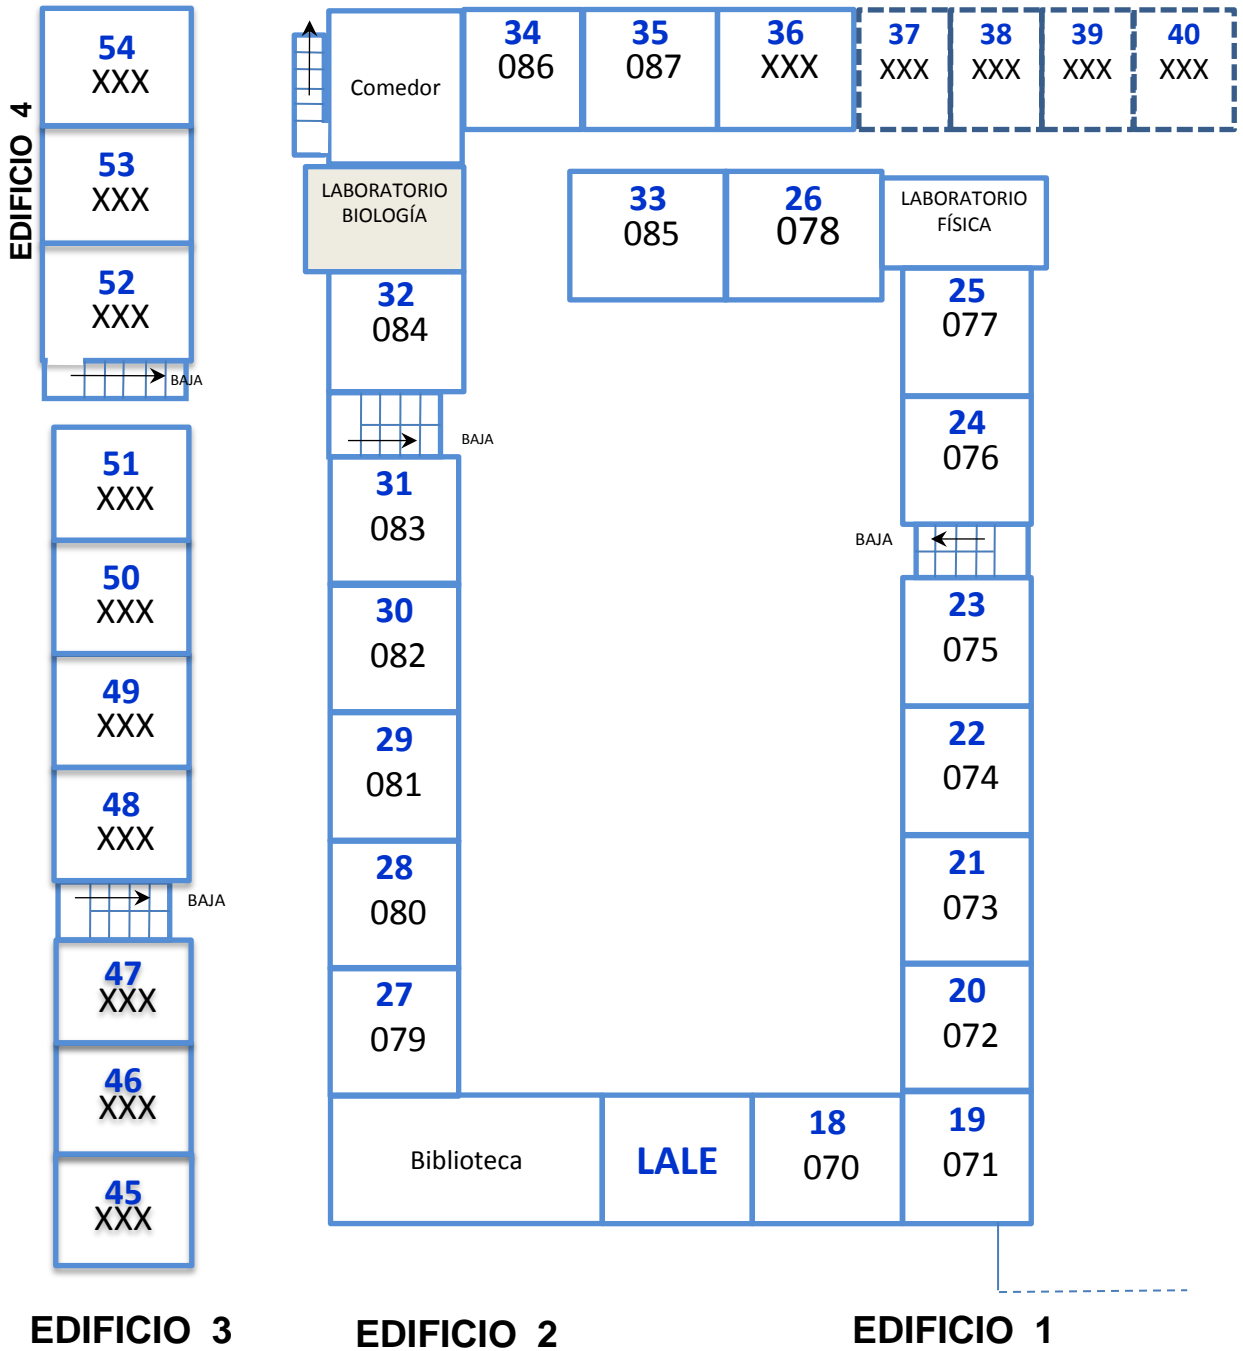 EDIFICIO 4
54
XXX
53
XXX
52
XXX
BAJA
51
XXX
50
XXX
49
XXX
48
XXX
BAJA
47
XXX
46
XXX
45
XXX
EDIFICIO 3
Comedor
LABORATORIO
BIOLOGÍA
32
084
BAJA
31
083
30
082
29
081
28
080
27
079
Biblioteca
LALE
18
070
EDIFICIO 2
34
086
35
087
36
XXX
37
XXX
38
XXX
39
XXX
40
XXX
33
085
26
078
LABORATORIO
FÍSICA
25
077
24
076
BAJA
23
075
22
074
21
073
20
072
19
071
EDIFICIO 1